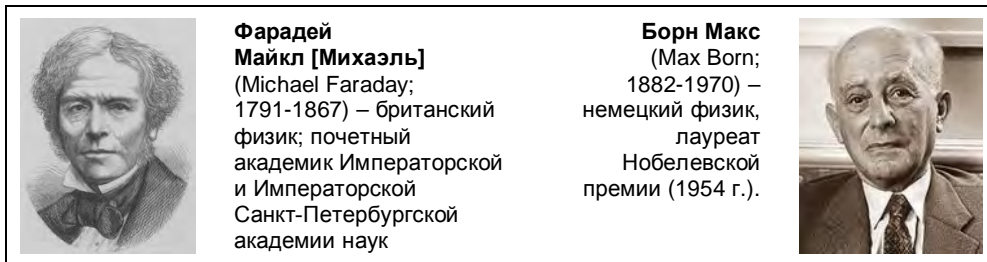 Фарадей
Майкл [Михаэль]
(Michael Faraday;
1791-1867) – британский
физик; почетный
академик Императорской
и Императорской
Санкт-Петербургской
академии наук
Борн Макс
(Max Born;
1882-1970) –
немецкий физик,
лауреат
Нобелевской
премии (1954 г.).